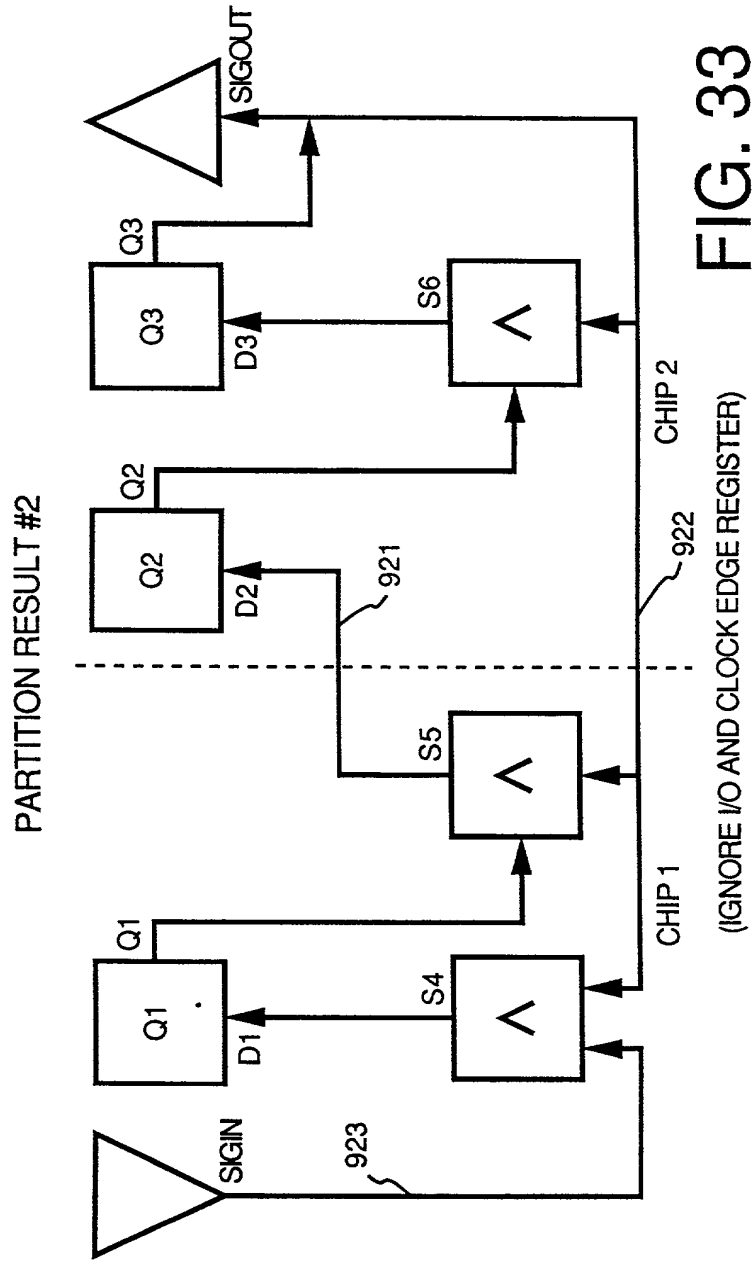 PARTITION RESULT #2
Q1
Q2
Q3
Q1
Q2
Q3
SIGIN
D1
D2
D3
SIGOUT
923
921
S4
S5
S6
CHIP 1
922
CHIP 2
(IGNORE I/O AND CLOCK EDGE REGISTER)
FIG. 33